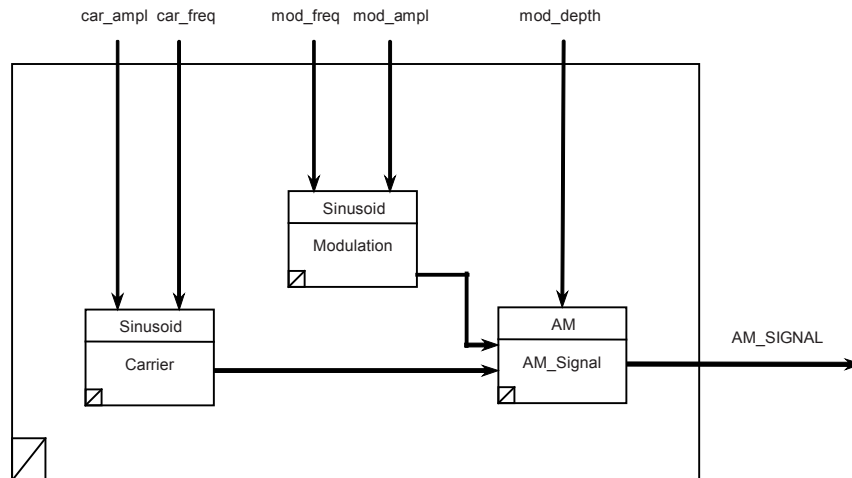 car_ampl car_freq mod_freq mod_ampl mod_depth
Sinusoid
Modulation
Sinusoid
Carrier
AM
AM_Signal
AM_SIGNAL